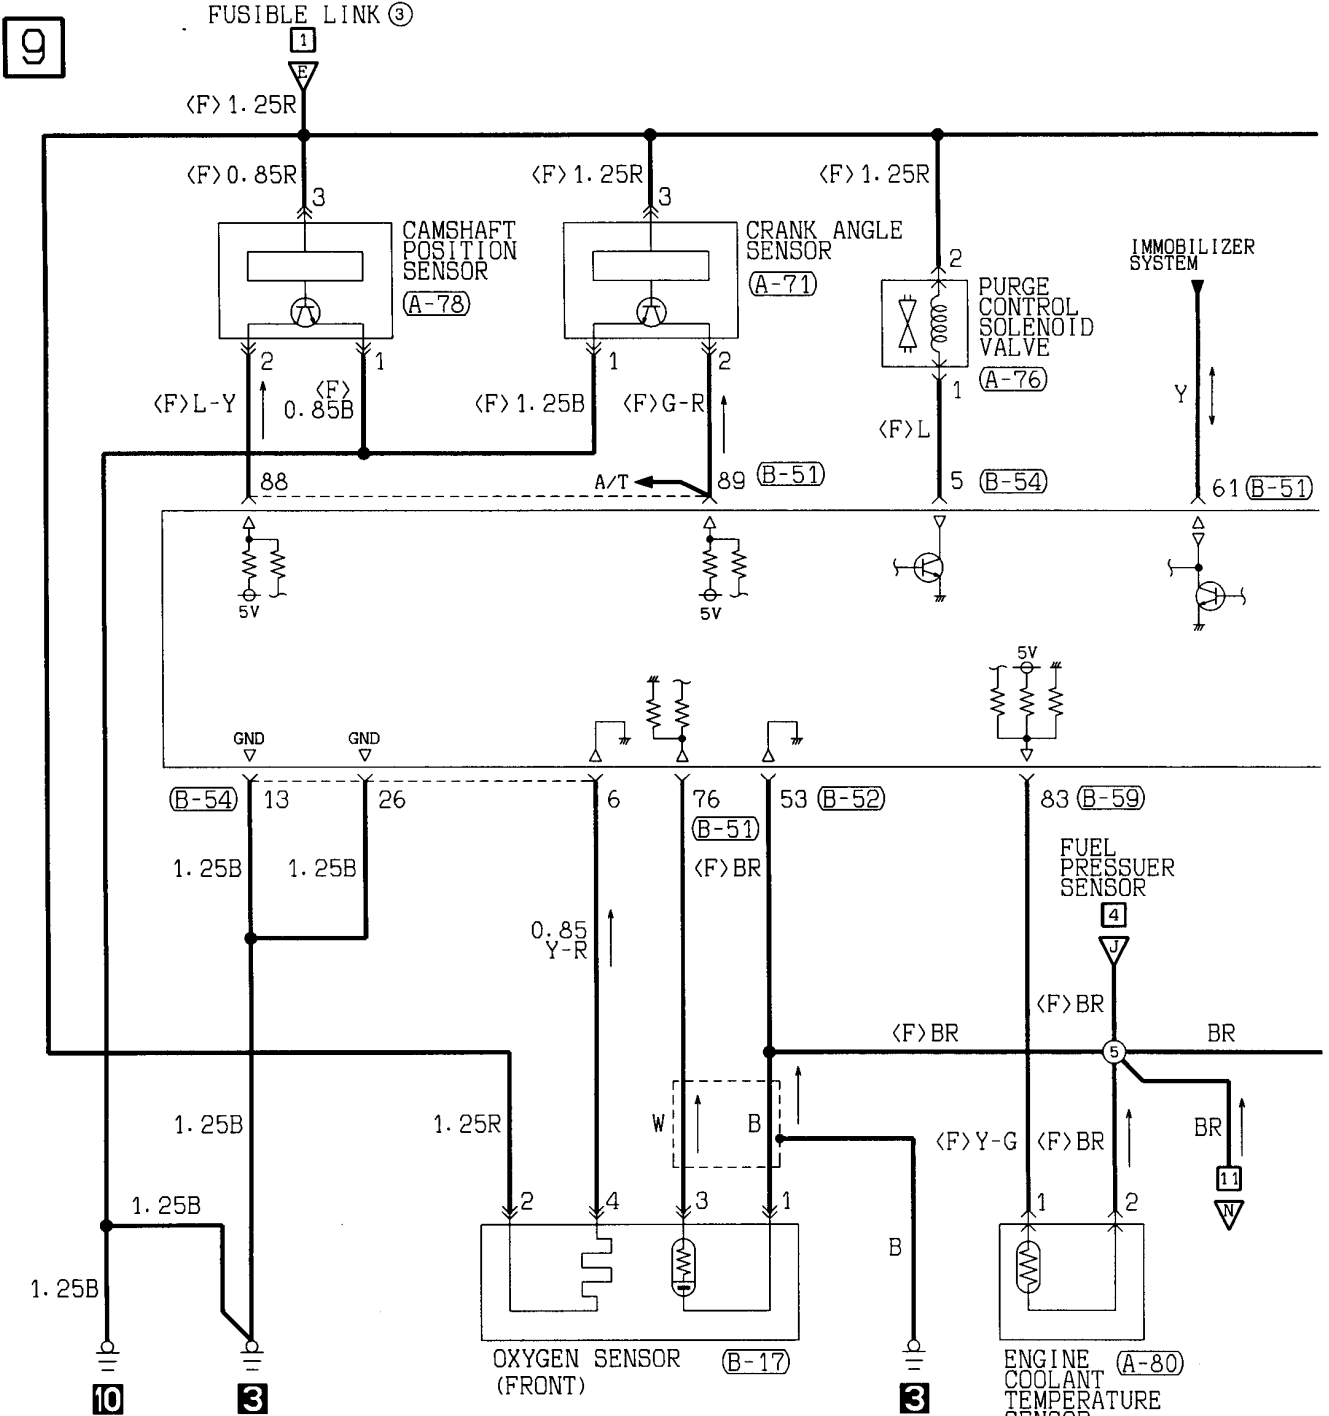 FUSIBLE LINK ③
9
1
E
<F>1.25R
<F>0.85R
<F>1.25R
<F>1.25R
3
3
CAMSHAFT
POSITION
SENSOR
A-78
CRANK ANGLE
SENSOR
A-71
2
PURGE
CONTROL
SOLENOID
VALVE
A-76
IMMOBILIZER
SYSTEM
2
1
1
2
1
<F>L-Y
<F>
0.85B
<F>1.25B
<F>G-R
<F>L
Y
88
A/T
89
B-51
5
B-54
61
B-51
5V
5V
5V
GND
GND
B-54
13
26
6
76
B-51
53
B-52
83
B-59
1.25B
1.25B
<F>BR
FUEL
PRESSUER
SENSOR
4
J
0.85
Y-R
<F>BR
<F>BR
5
BR
1.25B
1.25R
W
B
<F>Y-G
<F>BR
BR
11
N
1.25B
2
4
3
1
1
2
B
1.25B
10
3
OXYGEN SENSOR
(FRONT)
B-17
3
ENGINE
COOLANT
TEMPERATURE
SENSOR
A-80